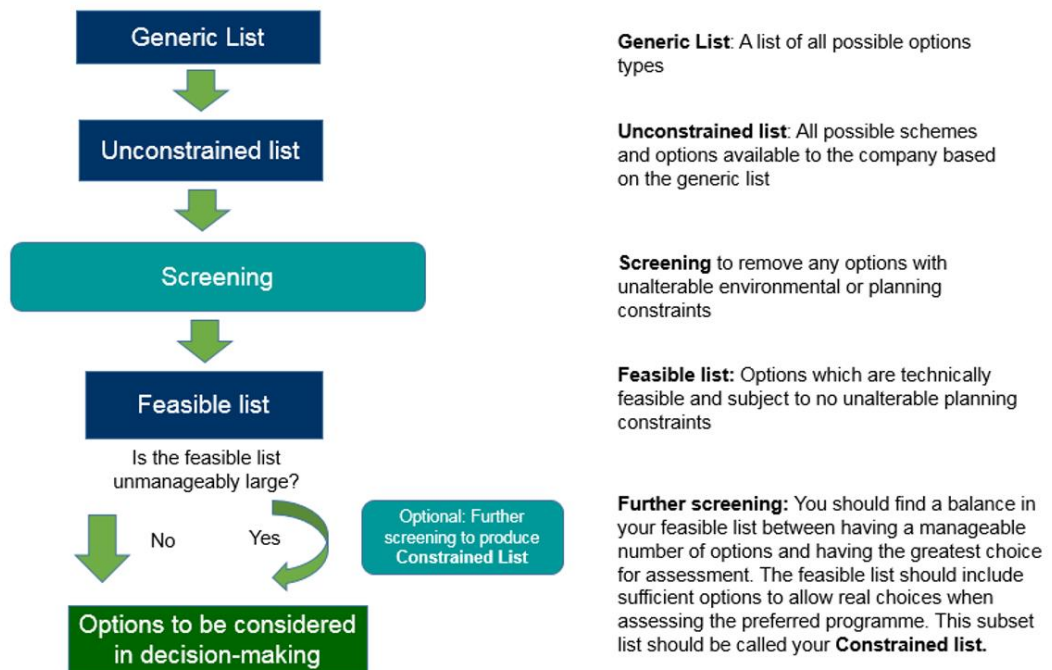 Generic List
Generic List: A list of all possible options
types
Unconstrained list
Unconstrained list: All possible schemes
and options available to the company based
on the generic list
Screening
Screening to remove any options with
unalterable environmental or planning
constraints
Feasible list
Feasible list: Options which are technically
feasible and subject to no unalterable planning
constraints
Is the feasible list
unmanageably large?
No
Yes
Optional: Further
screening to produce
Constrained List
Further screening: You should find a balance in
your feasible list between having a manageable
number of options and having the greatest choice
for assessment. The feasible list should include
sufficient options to allow real choices when
assessing the preferred programme. This subset
list should be called your Constrained list.
Options to be considered
in decision-making